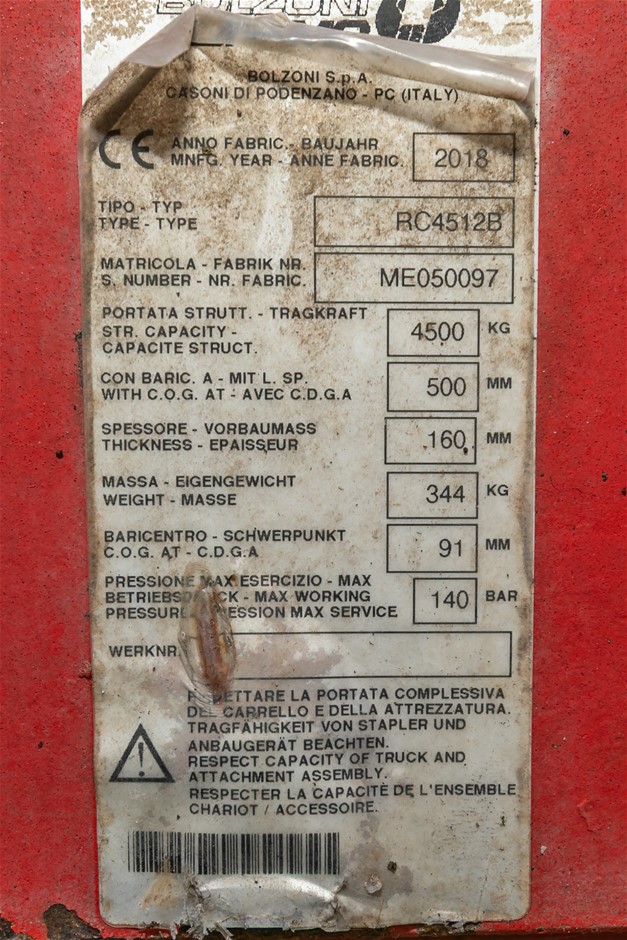 BOLZONI
BOLZONI S.p.A.
CASONI DI PODENZANO - PC (ITALY)
CE ANNO FABRIC.- BAUJAHR
MNFG. YEAR - ANNE FABRIC. 2018
TIPO - TYP
TYPE - TYPE RC4512B
MATRICOLA - FABRIK NR.
S. NUMBER - NR. FABRIC. ME050097
PORTATA STRUTT. - TRAGKRAFT
STR. CAPACITY - 4500 KG
CAPACITE STRUCT.
CON BARIC. A - MIT L. SP.
WITH C.O.G. AT - AVEC C.D.G.A 500 MM
SPESSORE - VORBAUMASS
THICKNESS - EPAISSEUR 160 MM
MASSA - EIGENGEWICHT
WEIGHT - MASSE 344 KG
BARICENTRO - SCHWERPUNKT
C.O.G. AT - C.D.G.A 91 MM
PRESSIONE MAX ESERCIZIO - MAX
- MAX WORKING 140 BAR
MAX SERVICE
WERKNR.
LA PORTATA COMPLESSIVA
DEL CARRELLO E DELLA ATTREZZATURA.
TRAGFÄHIGKEIT VON STAPLER UND
ANBAUGERÄT BEACHTEN.
RESPECT CAPACITY OF TRUCK AND
ATTACHMENT ASSEMBLY.
RESPECTER LA CAPACITÈ DE L'ENSEMBLE
CHARIOT / ACCESSOIRE.